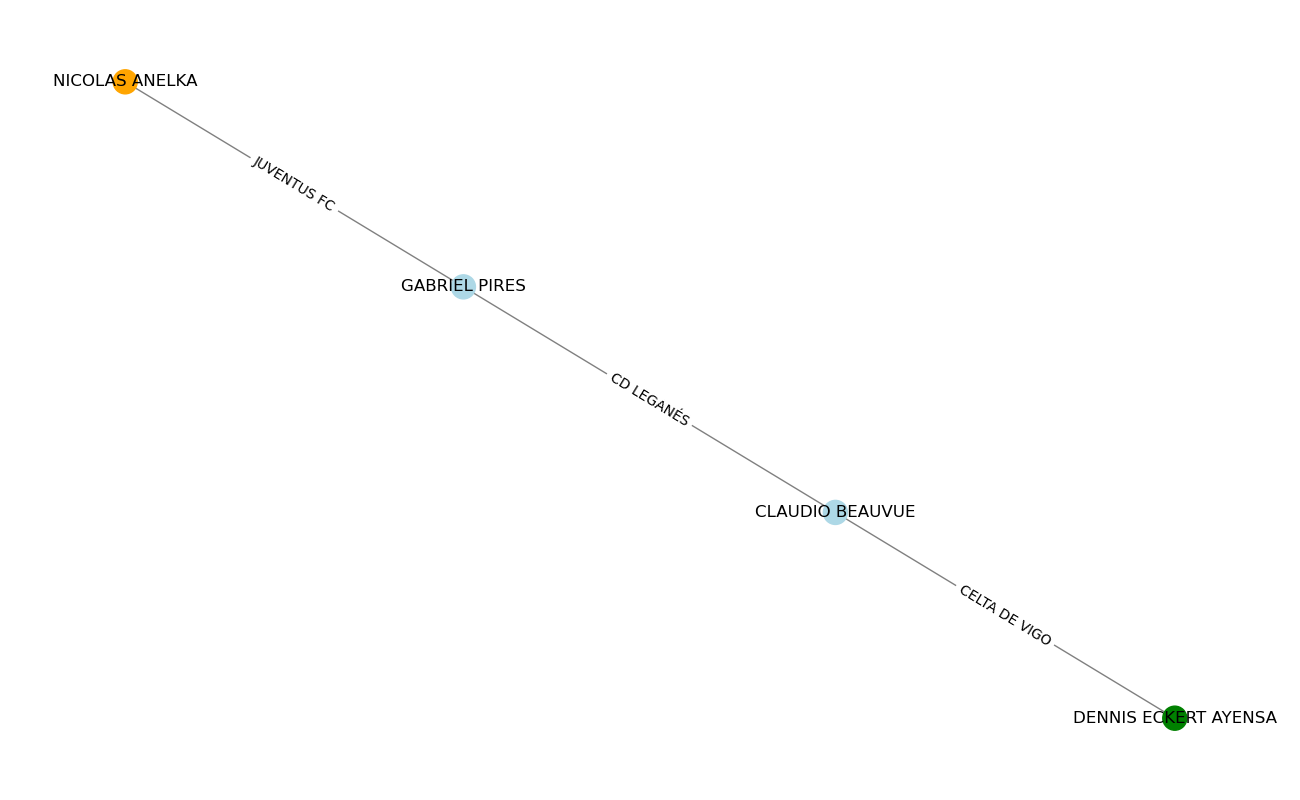 NICOLAS ANELKA
JUVENTUS FC
GABRIEL PIRES
CD LEGANÉS
CLAUDIO BEAUVUE
CELTA DE VIGO
DENNIS ECKERT AYENSA